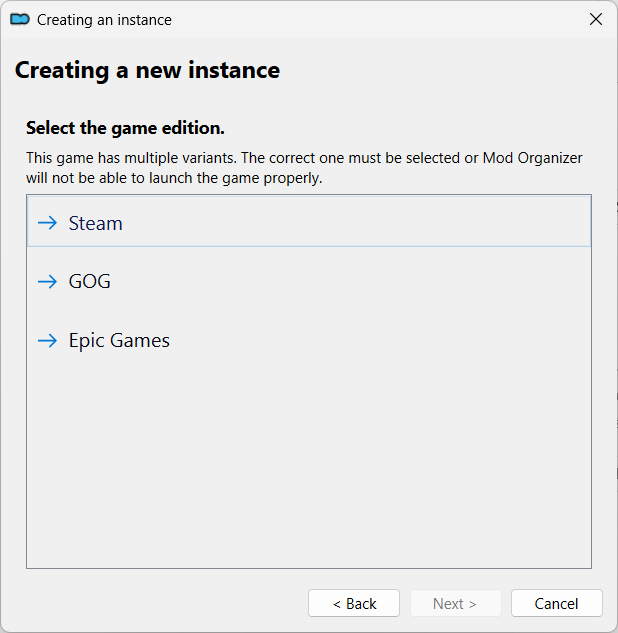 Creating an instance
Creating a new instance
Select the game edition.
This game has multiple variants. The correct one must be selected or Mod Organizer
will not be able to launch the game properly.
Steam
GOG
Epic Games
< Back
Next >
Cancel